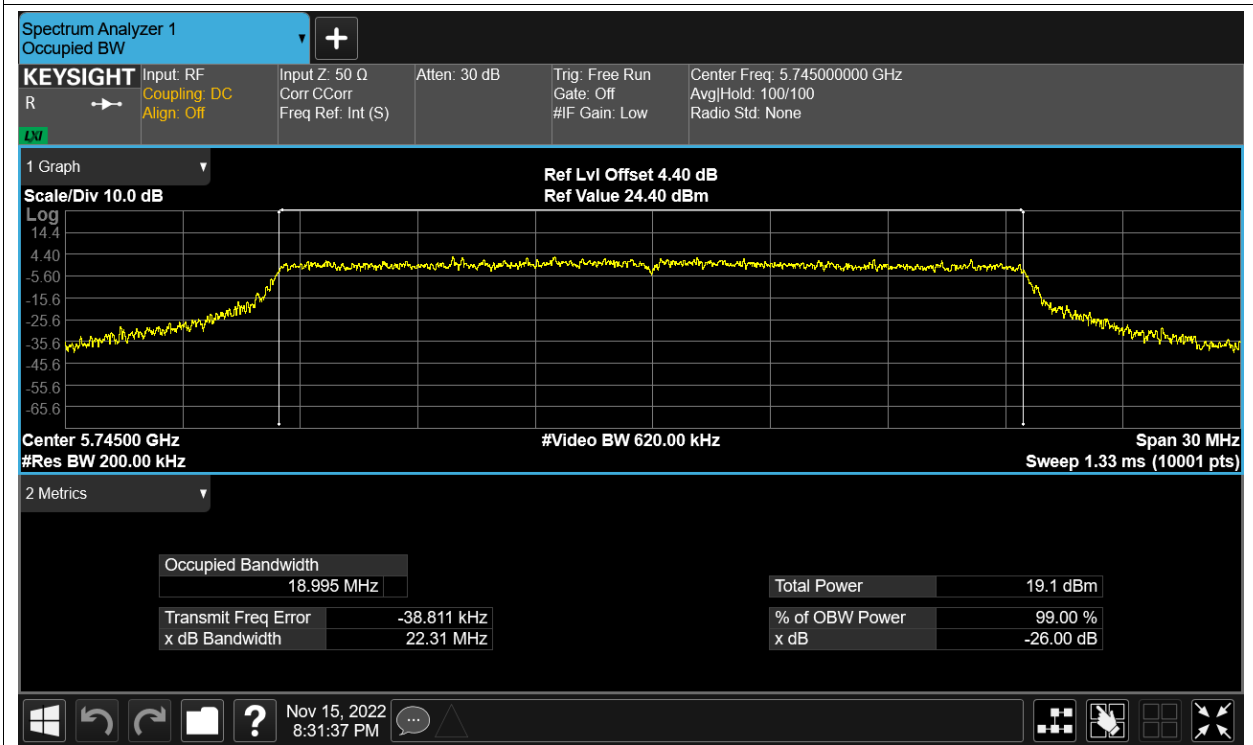 Spectrum Analyzer 1
Occupied BW
KEYSIGHT
R
LXI
Input: RF
Coupling: DC
Align: Off
Input Z: 50 Ω
Corr CCorr
Freq Ref: Int (S)
Atten: 30 dB
Trig: Free Run
Gate: Off
#IF Gain: Low
Center Freq: 5.745000000 GHz
Avg|Hold: 100/100
Radio Std: None
1 Graph
Scale/Div 10.0 dB
Ref Lvl Offset 4.40 dB
Ref Value 24.40 dBm
Log
14.4
4.40
-5.60
-15.6
-25.6
-35.6
-45.6
-55.6
-65.6
Center 5.74500 GHz
#Res BW 200.00 kHz
#Video BW 620.00 kHz
Span 30 MHz
Sweep 1.33 ms (10001 pts)
2 Metrics
Occupied Bandwidth
18.995 MHz
Transmit Freq Error -38.811 kHz
x dB Bandwidth 22.31 MHz
Total Power 19.1 dBm
% of OBW Power 99.00 %
x dB -26.00 dB
?
Nov 15, 2022
8:31:37 PM